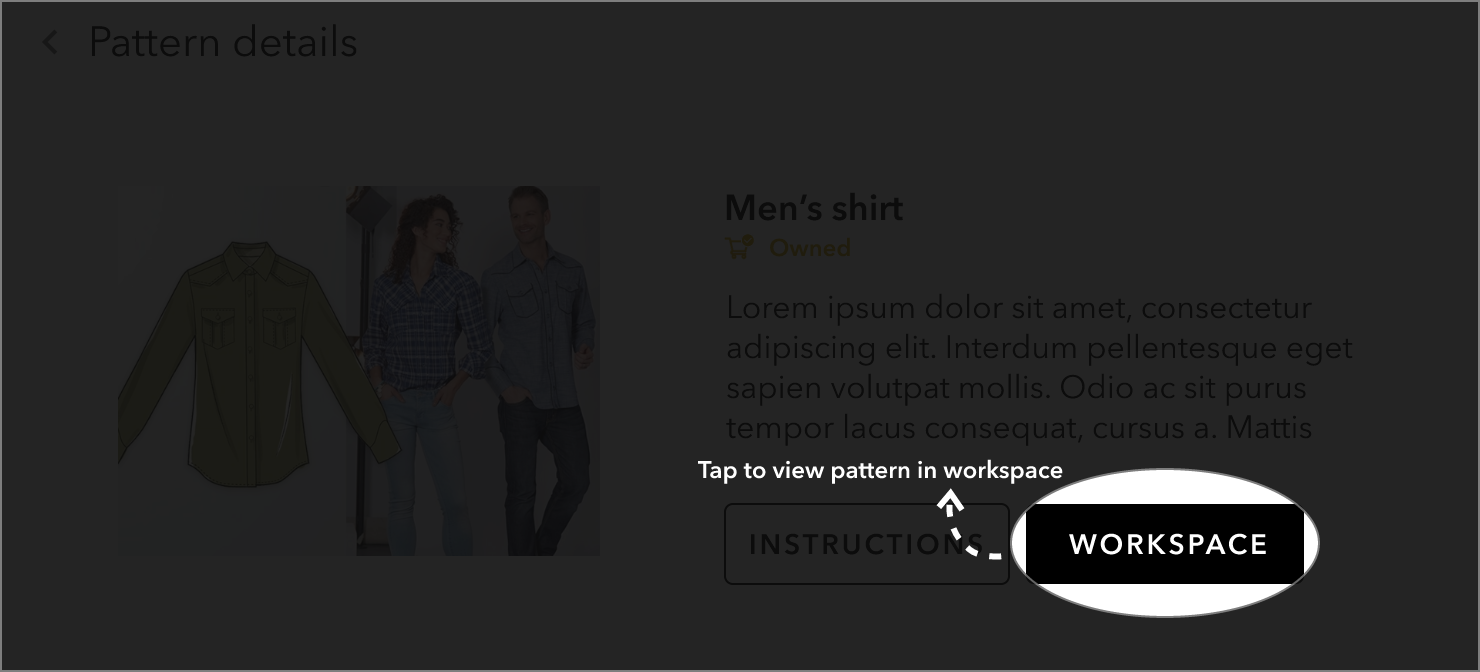 Pattern details
Men’s shirt
Owned
Lorem ipsum dolor sit amet, consectetur
adipiscing elit. Interdum pellentesque eget
sapien volutpat mollis. Odio ac sit purus
tempor lacus consequat, cursus a. Mattis
Tap to view pattern in workspace
INSTRUCTIONS
WORKSPACE